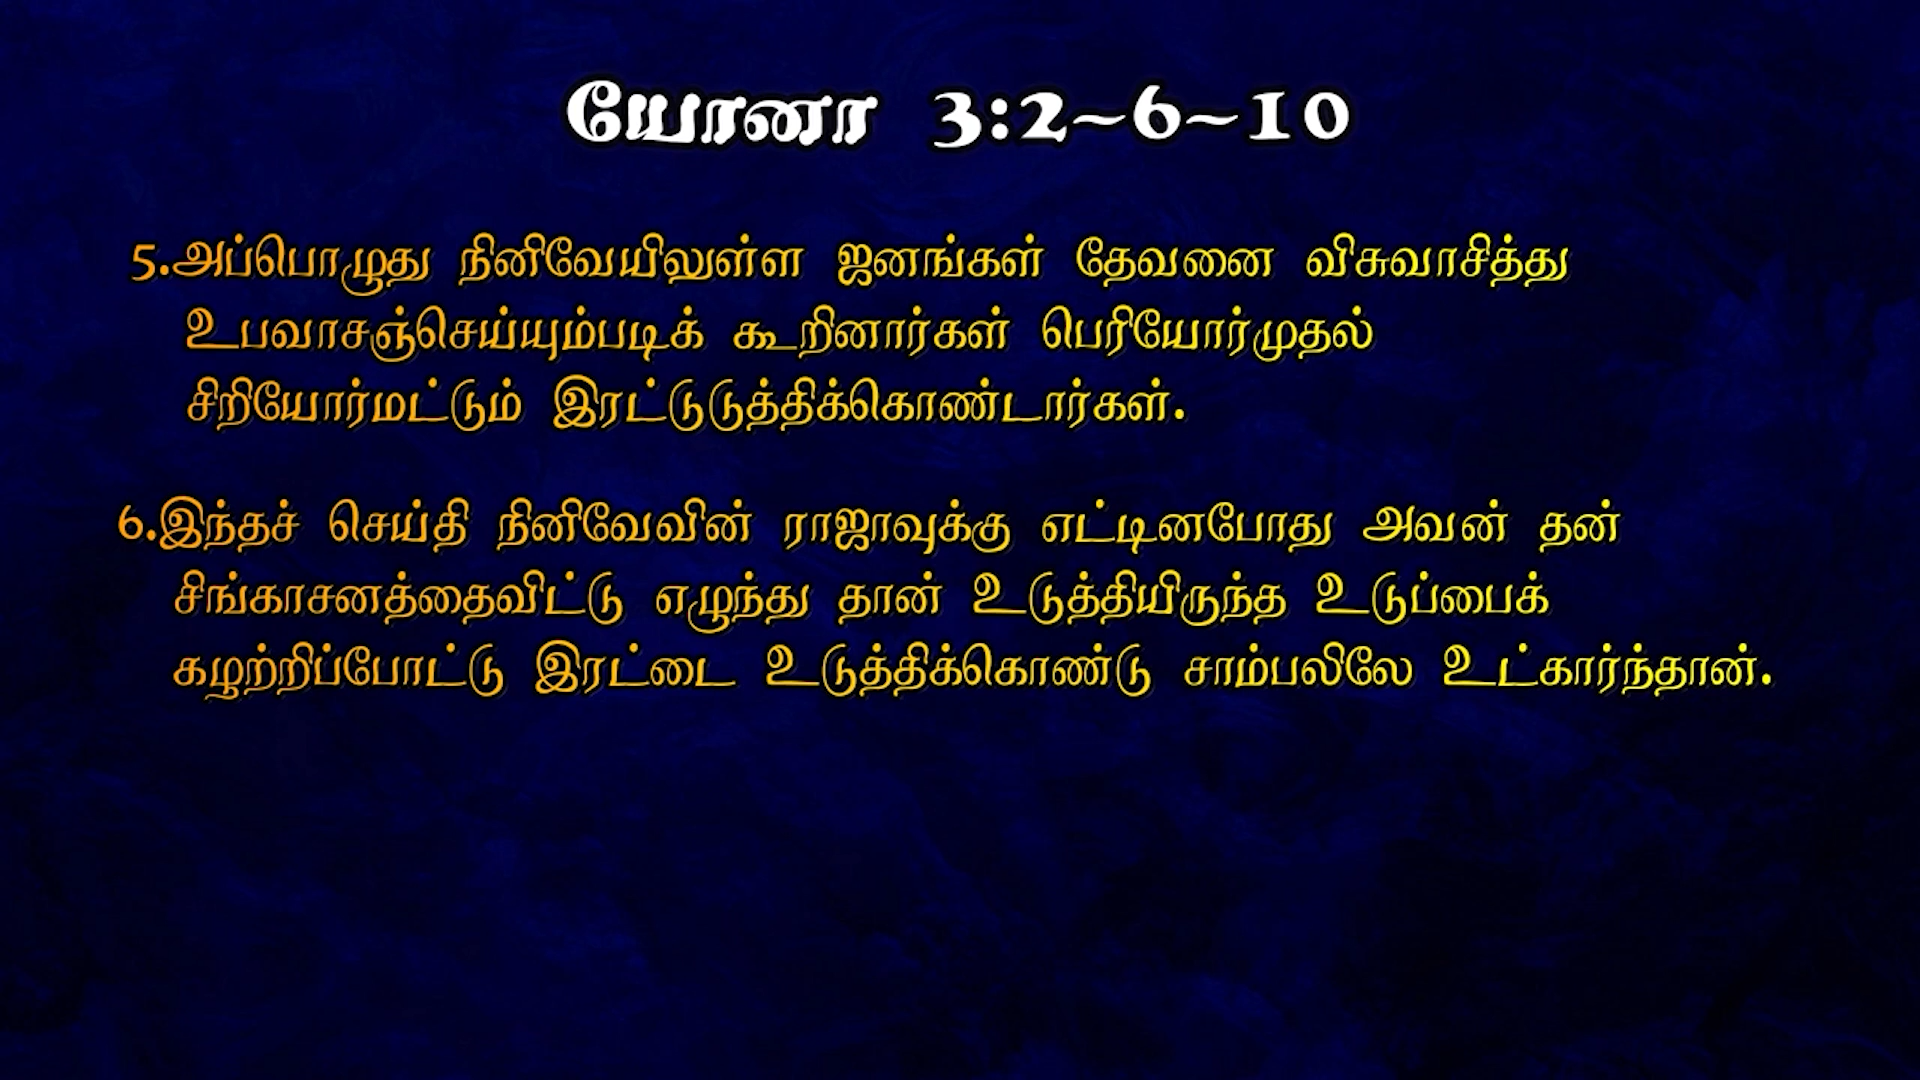 யோனா 3:2~6~10
5.அப்பொழுது நினிவேயிலுள்ள ஜனங்கள் தேவனை விசுவாசித்து
உபவாசஞ்செய்யும்படிக் கூறினார்கள் பெரியோர்முதல்
சிறியோர்மட்டும் இரட்டுடுத்திக்கொண்டார்கள்.
6.இந்தச் செய்தி நினிவேவின் ராஜாவுக்கு எட்டினபோது அவன் தன்
சிங்காசனத்தைவிட்டு எழுந்து தான் உடுத்தியிருந்த உடுப்பைக்
கழற்றிப்போட்டு இரட்டை உடுத்திக்கொண்டு சாம்பலிலே உட்கார்ந்தான்.